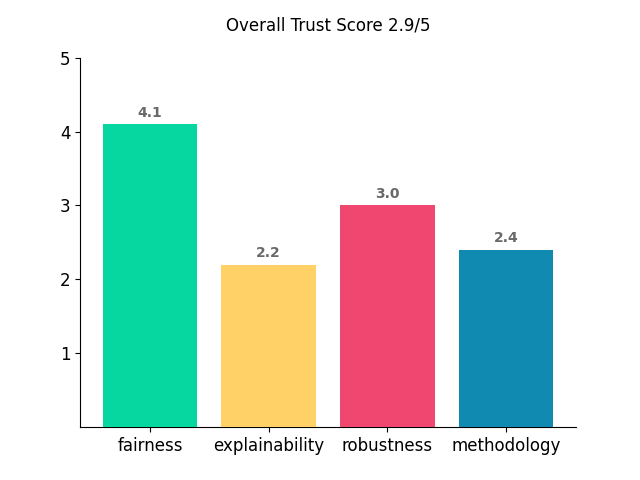 Overall Trust Score 2.9/5
5
4
3
2
1
4.1
2.2
3.0
2.4
fairness
explainability
robustness
methodology